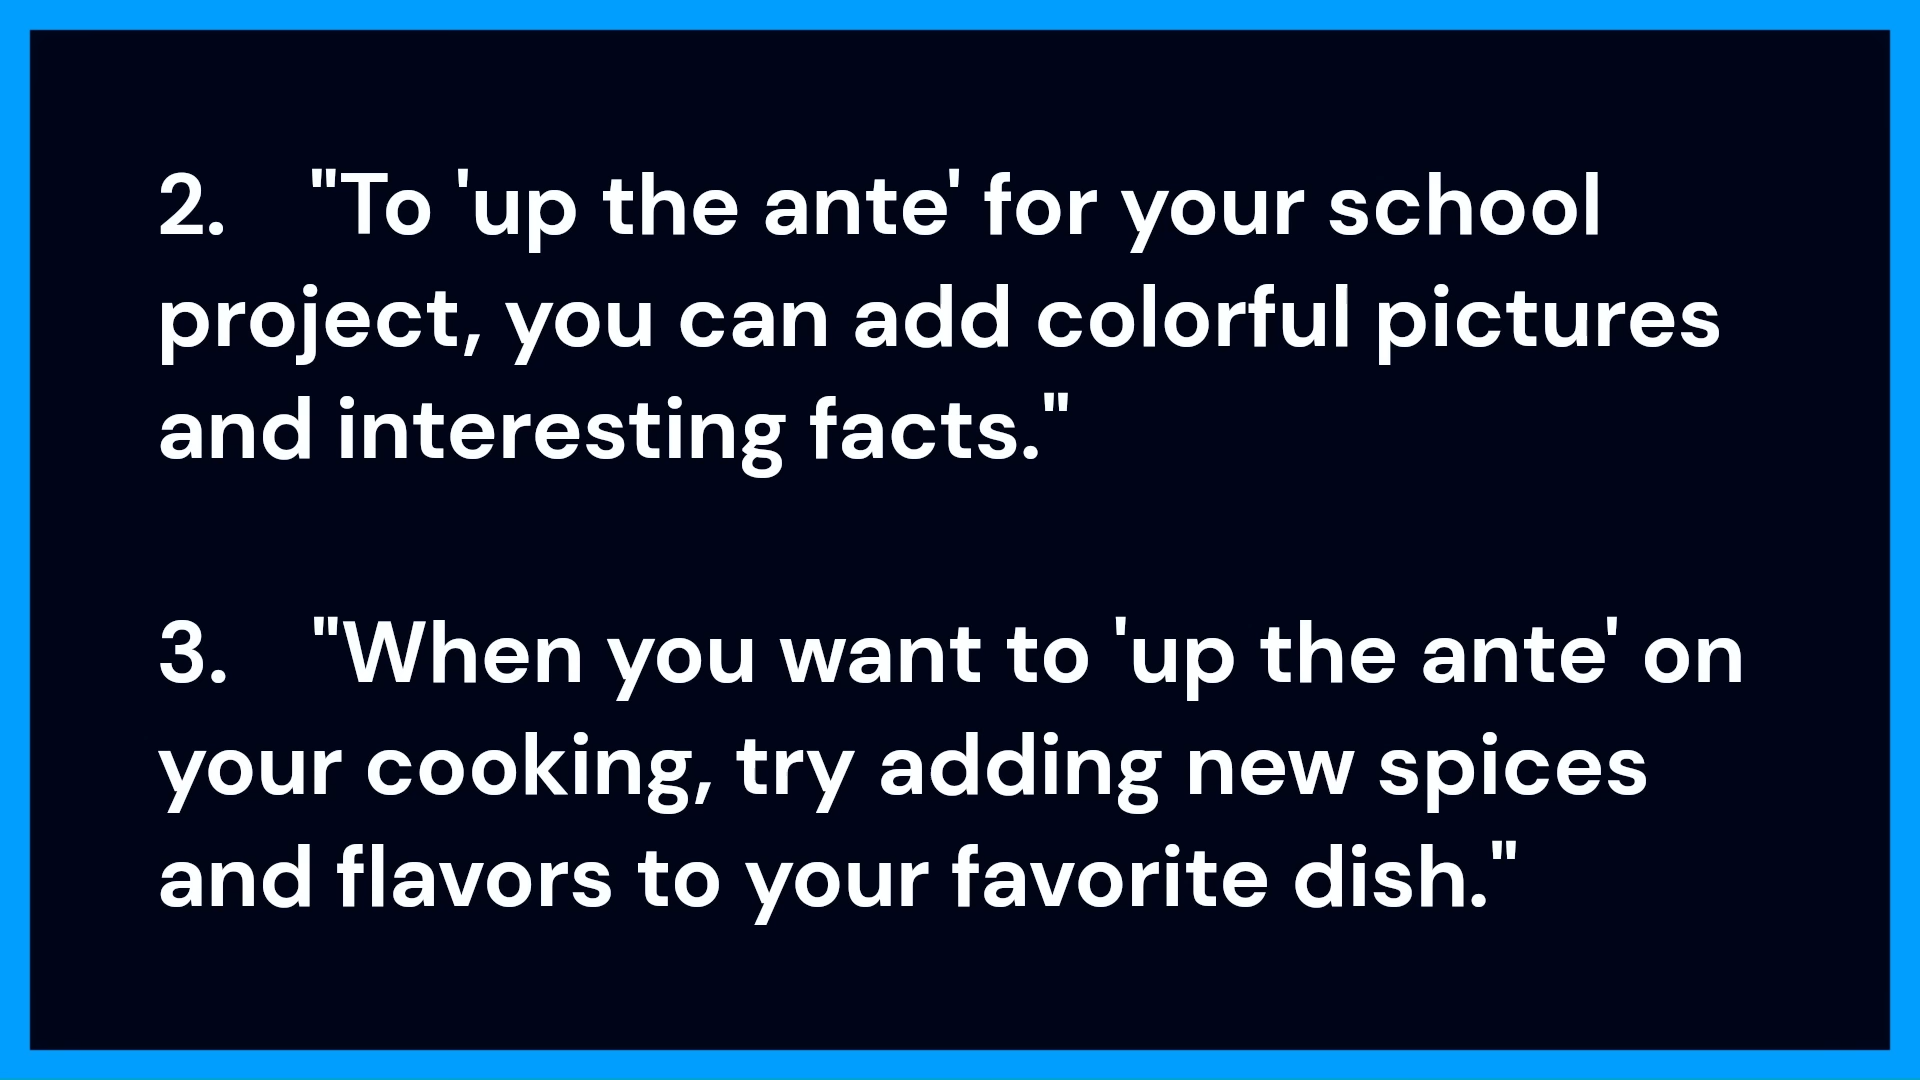 2. "To 'up the ante' for your school
project, you can add colorful pictures
and interesting facts."
3. "When you want to 'up the ante' on
your cooking, try adding new spices
and flavors to your favorite dish."